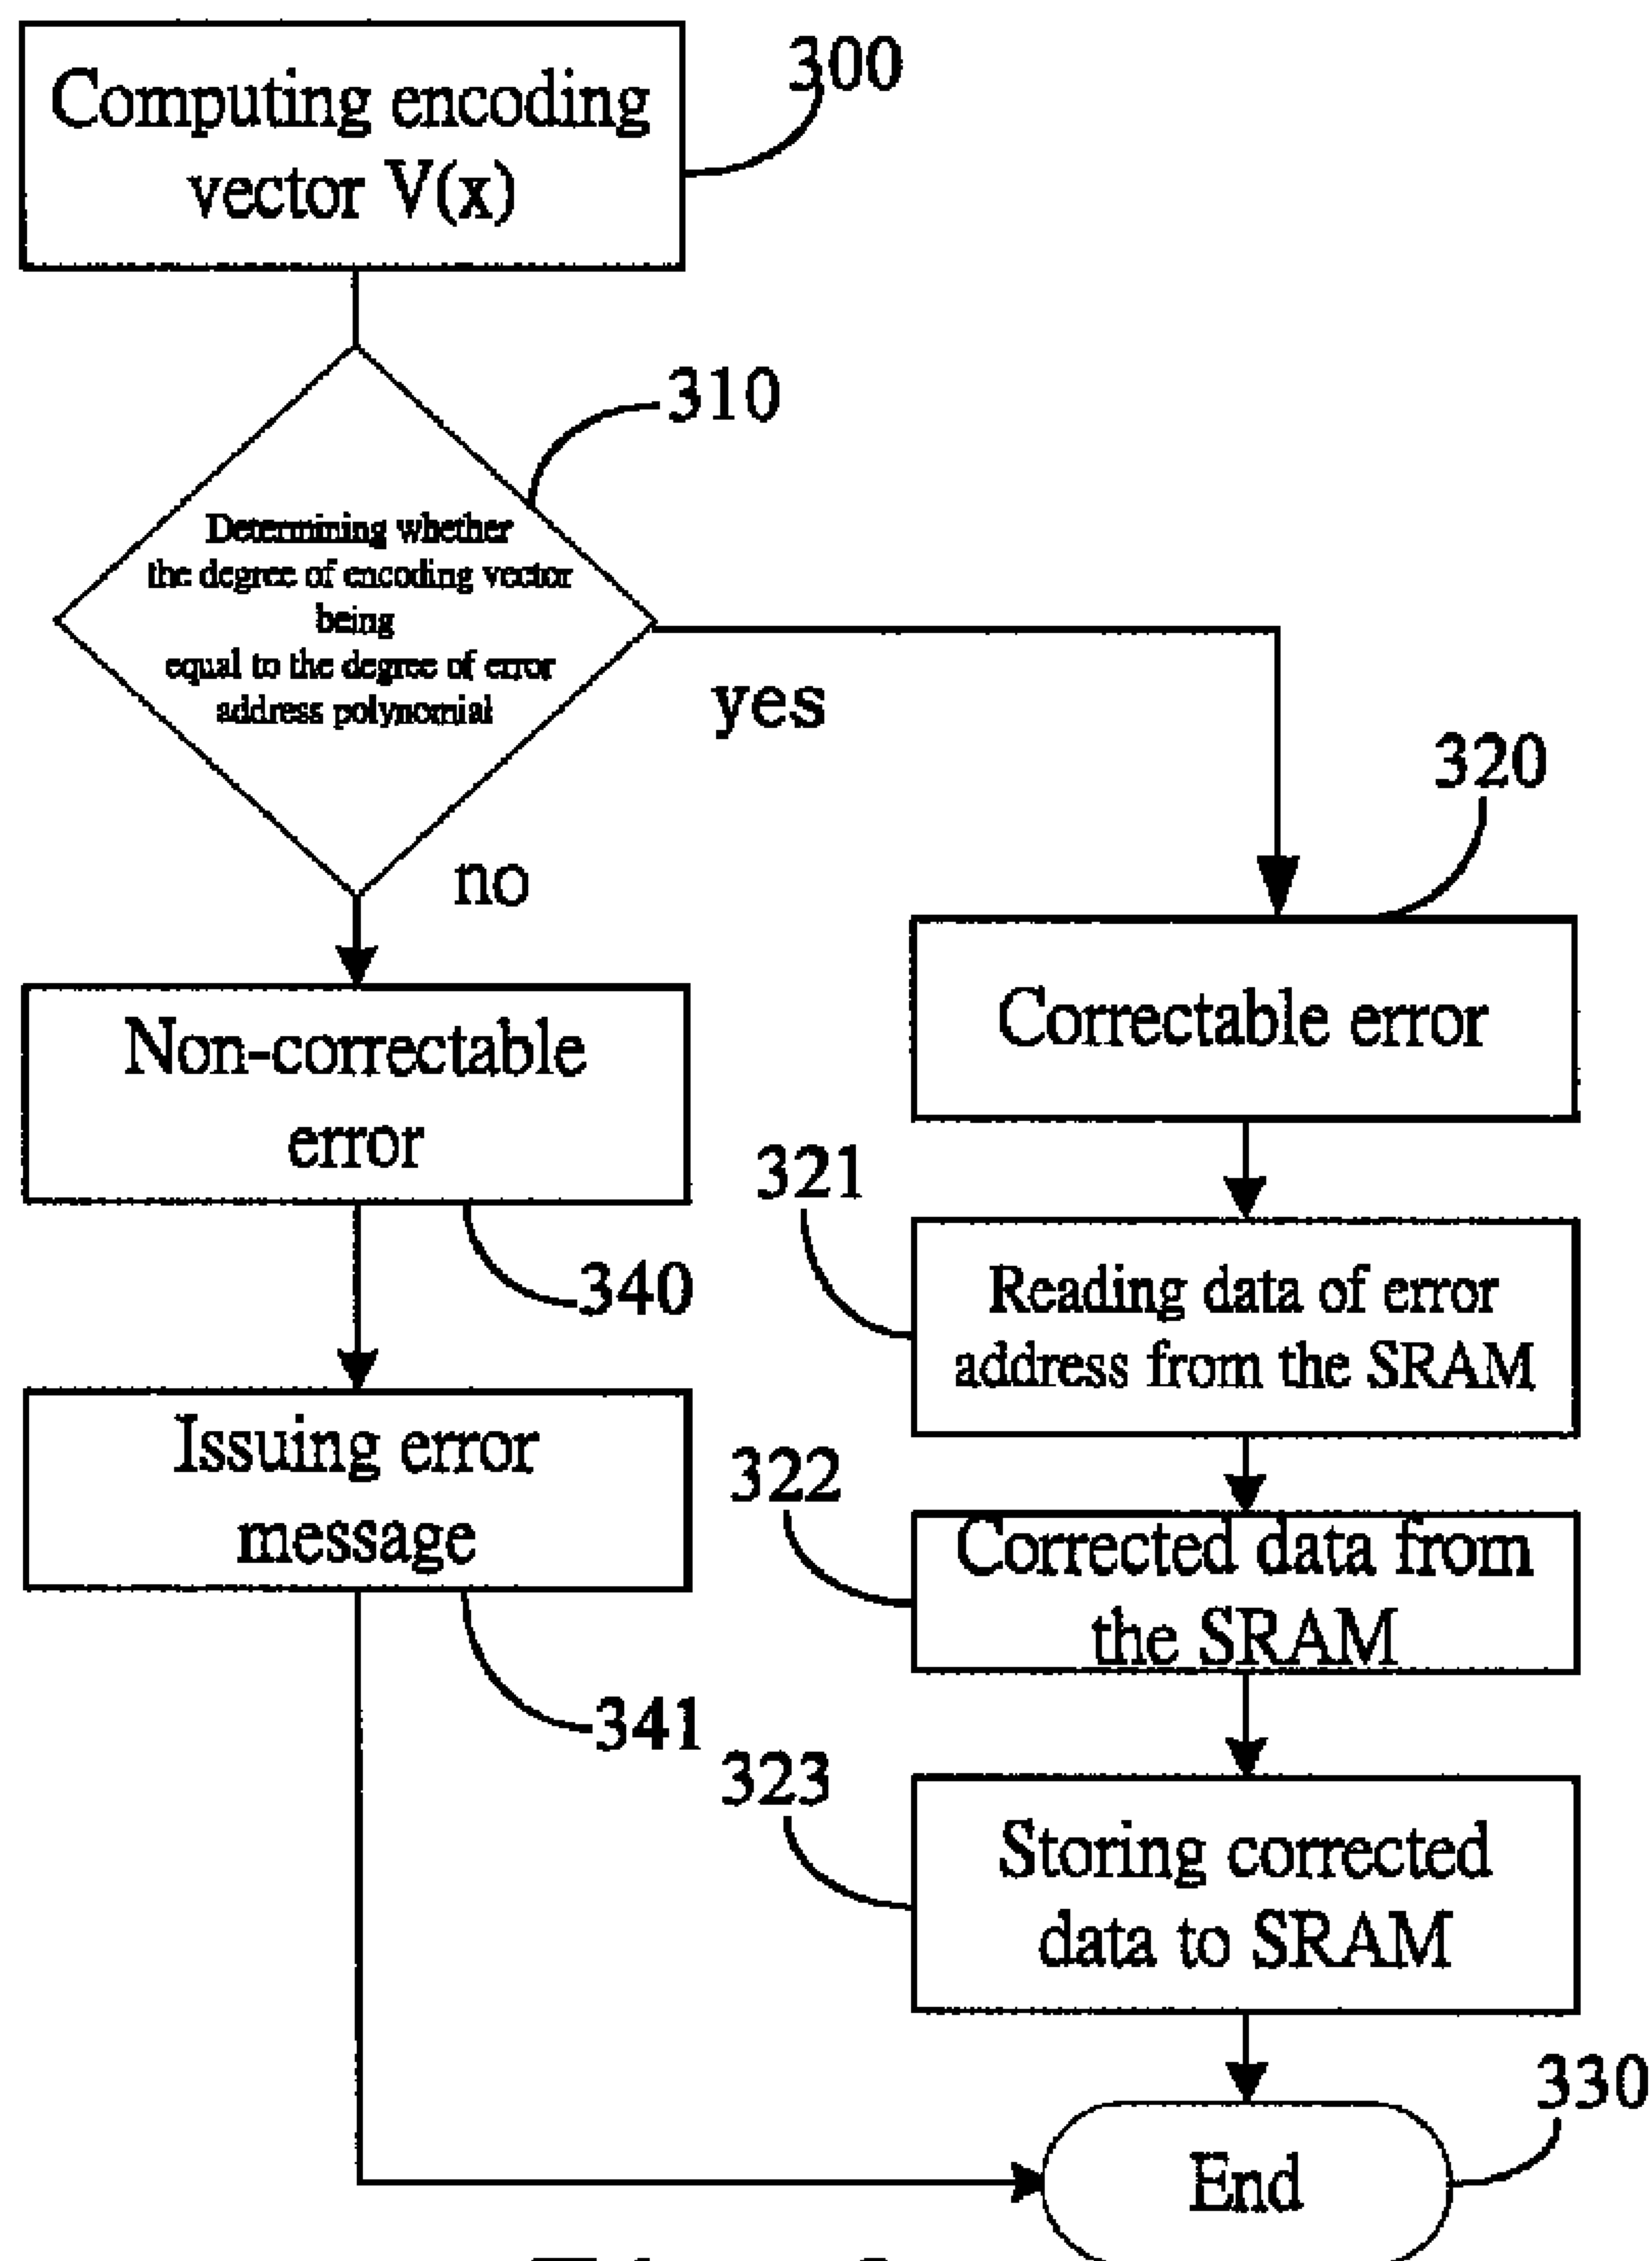 Computing encoding
vector V(x)
300
310
Determining whether
the degree of encoding vector
being
equal to the degree of error
address polynomial
yes
no
320
Correctable error
Non-correctable
error
340
321
Reading data of error
address from the SRAM
Issuing error
message
341
322
Corrected data from
the SRAM
323
Storing corrected
data to SRAM
330
End